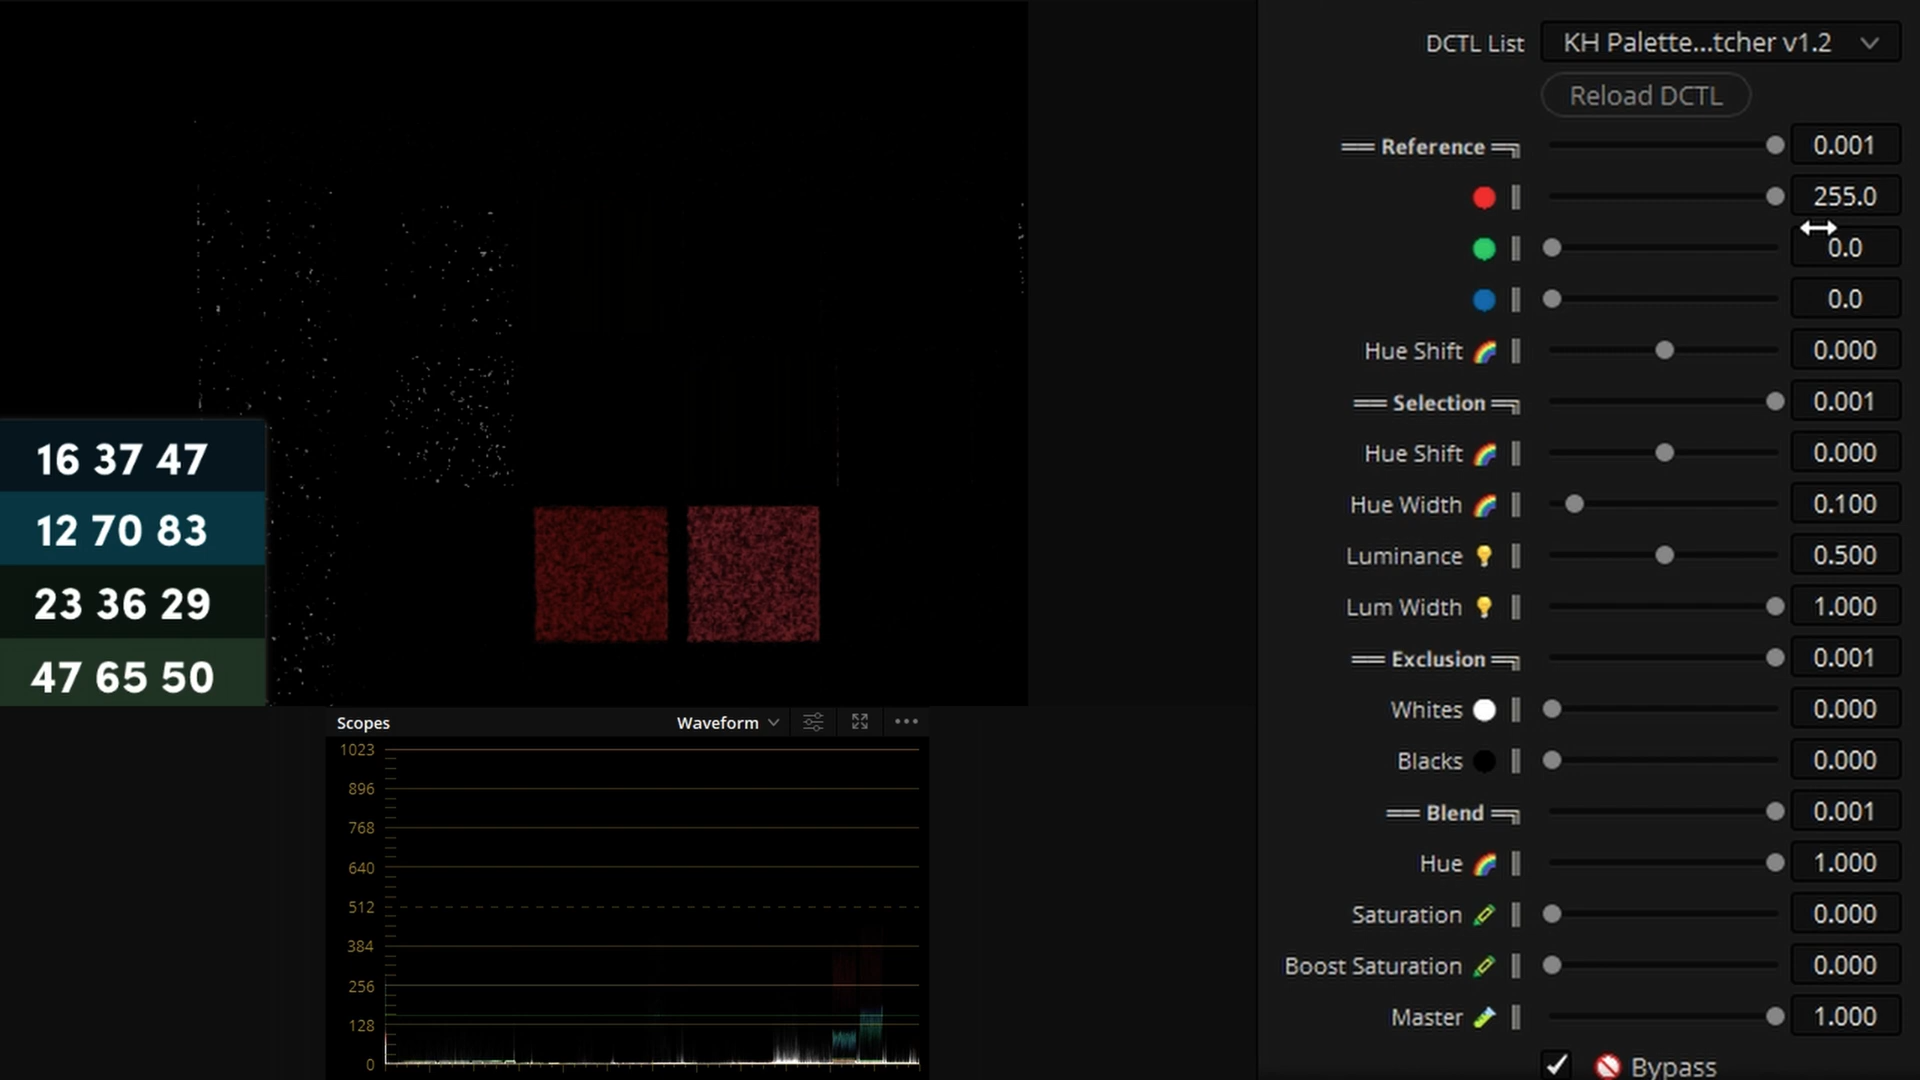 16 37 47
12 70 83
23 36 29
47 65 50
Scopes Waveform
1023
896
768
640
512
384
256
128
0
DCTL List KH Palette...tcher v1.2
Reload DCTL
Reference 0.001
255.0
0.0
0.0
Hue Shift 0.000
Selection 0.001
Hue Shift 0.000
Hue Width 0.100
Luminance 0.500
Lum Width 1.000
Exclusion 0.001
Whites 0.000
Blacks 0.000
Blend 0.001
Hue 1.000
Saturation 0.000
Boost Saturation 0.000
Master 1.000
Bypass